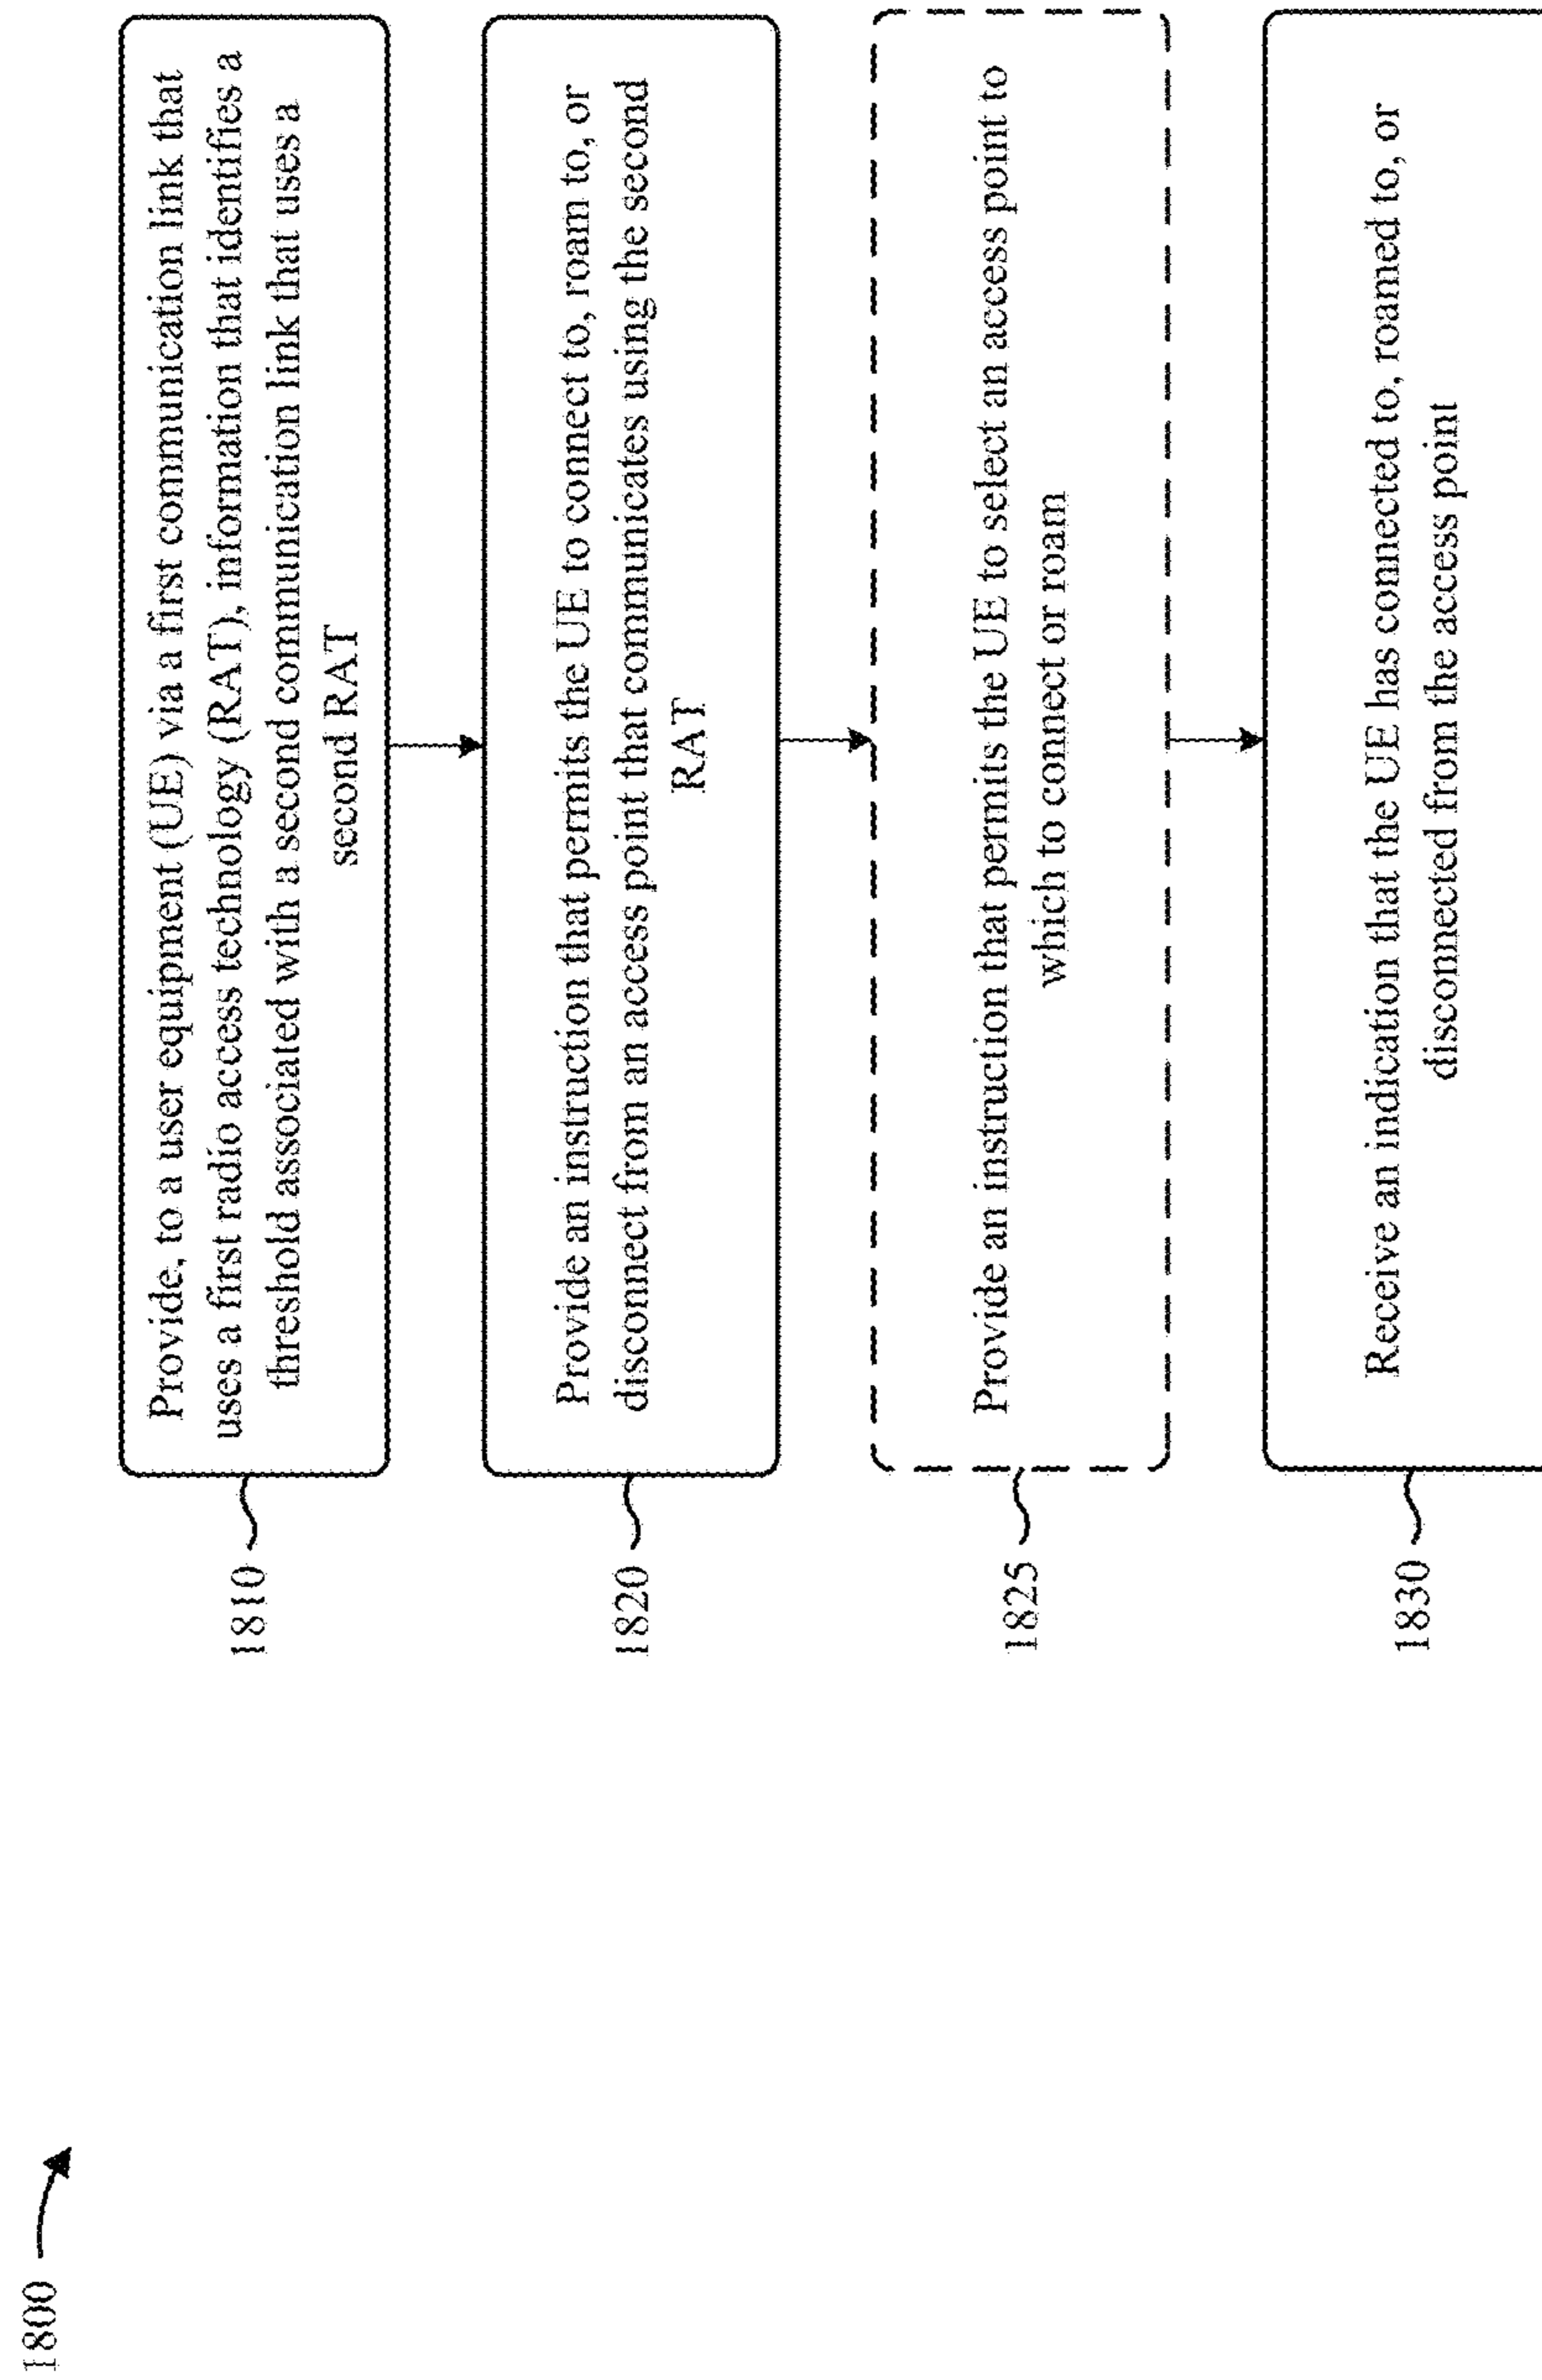 1800
1810
Provide, to a user equipment (UE) via a first communication link that
uses a first radio access technology (RAT), information that identifies a
threshold associated with a second communication link that uses a
second RAT
1820
Provide an instruction that permits the UE to connect to, roam to, or
disconnect from an access point that communicates using the second
RAT
1825
Provide an instruction that permits the UE to select an access point to
which to connect or roam
1830
Receive an indication that the UE has connected to, roamed to, or
disconnected from the access point